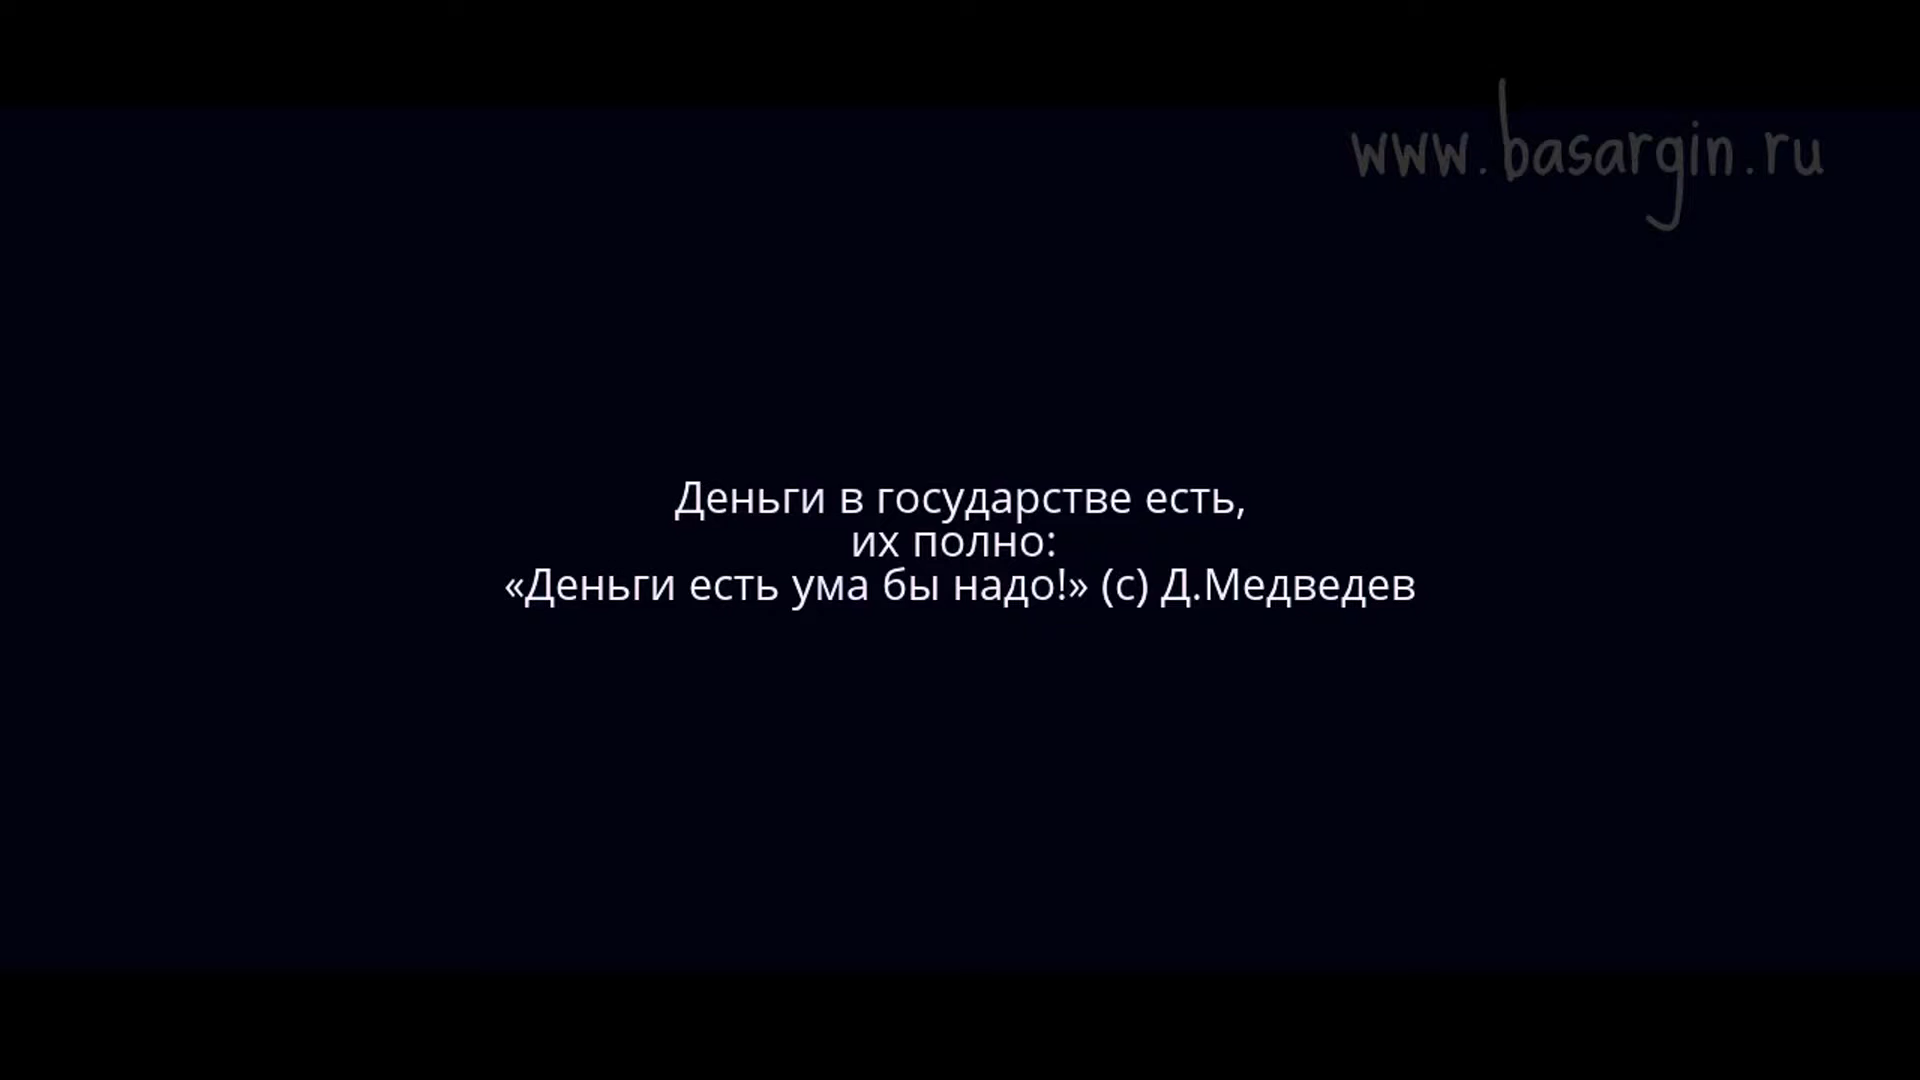 www.basargin.ru
Деньги в государстве есть,
их полно:
«Деньги есть ума бы надо!» (с) Д.Медведев